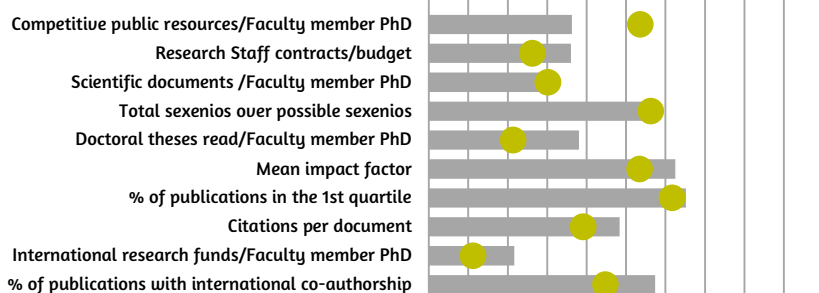 Competitive public resources/Faculty member PhD
Research Staff contracts/budget
Scientific documents /Faculty member PhD
Total sexenios over possible sexenios
Doctoral theses read/Faculty member PhD
Mean impact factor
% of publications in the 1st quartile
Citations per document
International research funds/Faculty member PhD
% of publications with international co-authorship